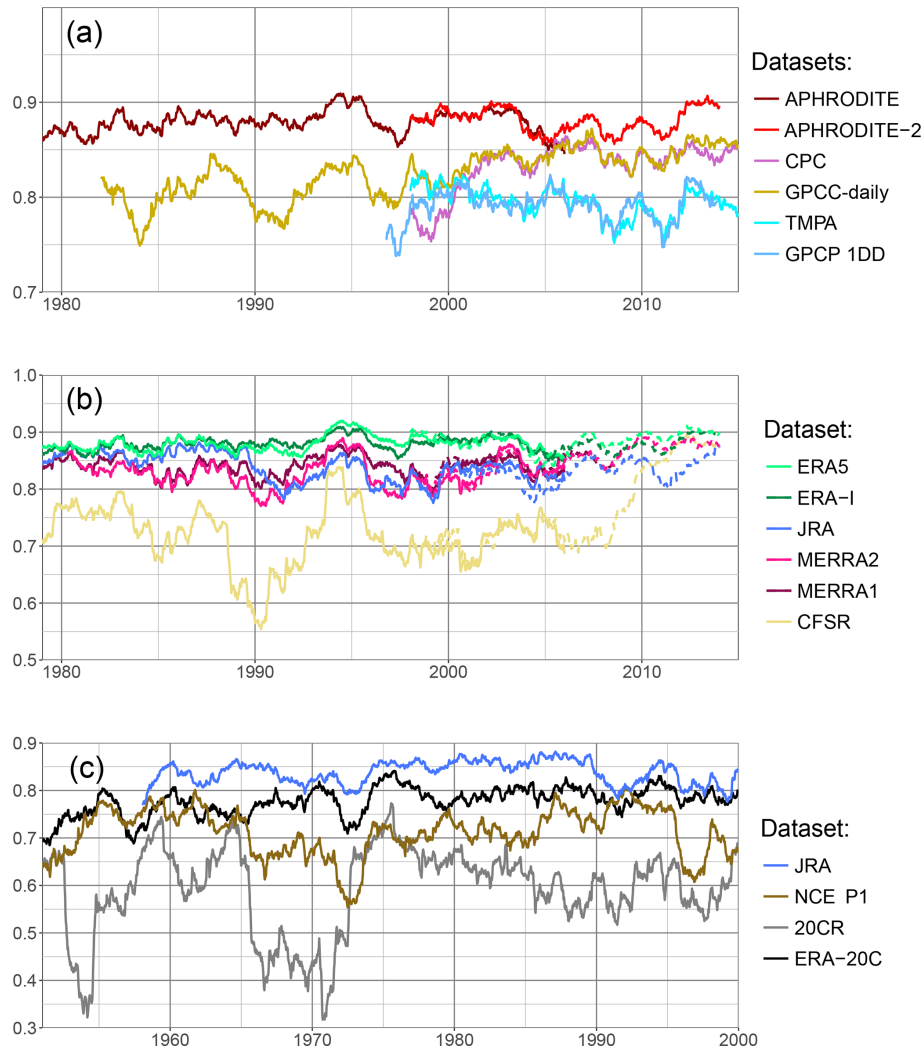 (a)
0.9
0.8
0.7
1980 1990 2000 2010
Datasets:
APHRODITE
APHRODITE−2
CPC
GPCC-daily
TMPA
GPCP 1DD
(b)
1.0
0.9
0.8
0.7
0.6
0.5
1980 1990 2000 2010
Dataset:
ERA5
ERA−I
JRA
MERRA2
MERRA1
CFSR
(c)
0.9
0.8
0.7
0.6
0.5
0.4
0.3
1960 1970 1980 1990 2000
Dataset:
JRA
NCE P1
20CR
ERA−20C